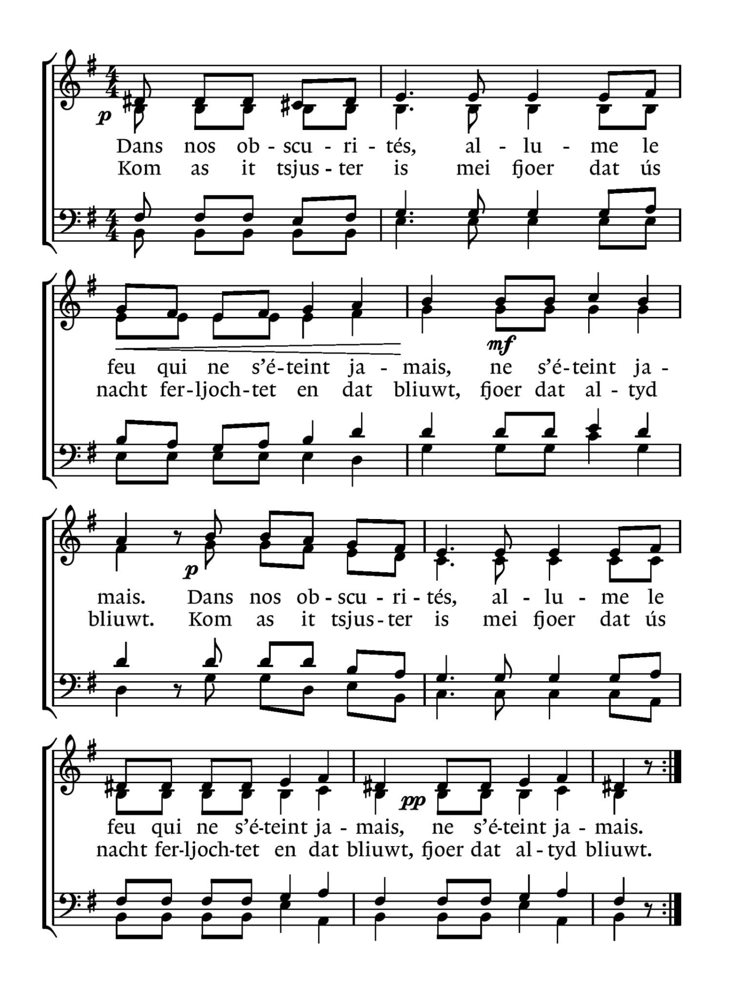 p
Dans nos ob - scu - ri - tés, al - lu - me le
Kom as it tsjus - ter is mei fjoer dat ús
mf
feu qui ne s'é - teint ja - mais, ne s'é - teint ja -
nacht fer - ljoch - tet en dat bliuwt, fjoer dat al - tyd
p
mais. Dans nos ob - scu - ri - tés, al - lu - me le
bliuwt. Kom as it tsjus - ter is mei fjoer dat ús
pp
feu qui ne s'é - teint ja - mais, ne s'é - teint ja - mais.
nacht fer - ljoch - tet en dat bliuwt, fjoer dat al - tyd bliuwt.